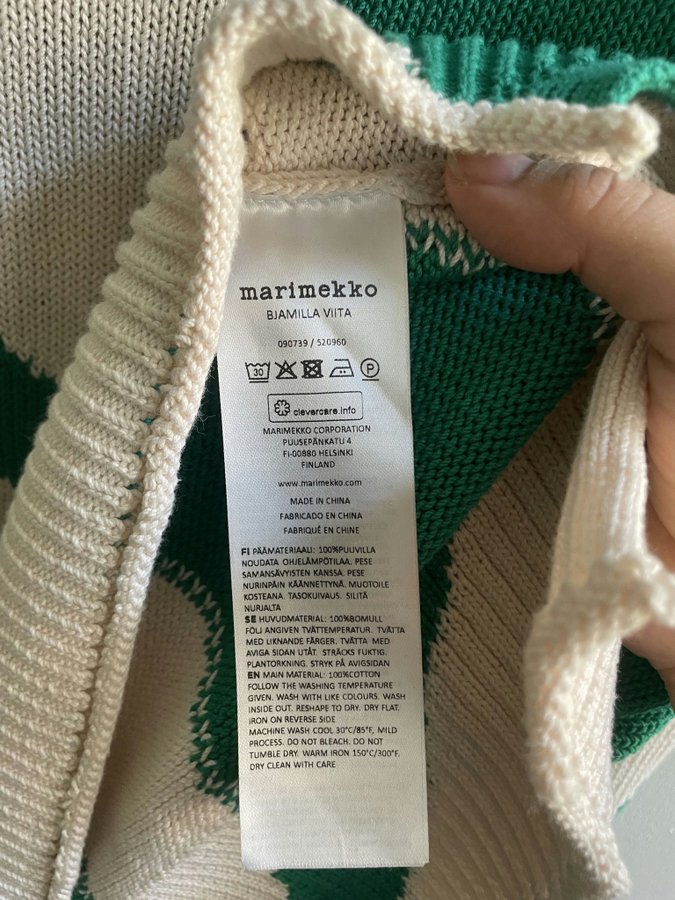 marimekko
BJAMILLA VIITA
090739 / 520960
30 P
clevercare.info
MARIMEKKO CORPORATION
PUUSEPÄNKATU 4
FI-00880 HELSINKI
FINLAND
www.marimekko.com
MADE IN CHINA
FABRICADO EN CHINA
FABRIQUÉ EN CHINE
FI PÄÄMATERIAALI: 100%PUUVILLA
NOUDATA OHJELÄMPÖTILAA. PESE
SAMANSÄVYISTEN KANSSA. PESE
NURINPÄIN KÄÄNNETTYNÄ. MUOTOILE
KOSTEANA. TASOKUIVAUS. SILITÄ
NURJALTA
SE HUVUDMATERIAL: 100%BOMULL
FÖLJ ANGIVEN TVÄTTEMPERATUR. TVÄTTA
MED LIKNANDE FÄRGER. TVÄTTA MED
AVIGA SIDAN UTÅT. STRÄCKS FUKTIG.
PLANTORKNING. STRYK PÅ AVIGSIDAN
EN MAIN MATERIAL: 100%COTTON
FOLLOW THE WASHING TEMPERATURE
GIVEN. WASH WITH LIKE COLOURS. WASH
INSIDE OUT. RESHAPE TO DRY. DRY FLAT.
IRON ON REVERSE SIDE
MACHINE WASH COOL 30°C/85°F, MILD
PROCESS. DO NOT BLEACH. DO NOT
TUMBLE DRY. WARM IRON 150°C/300°F.
DRY CLEAN WITH CARE